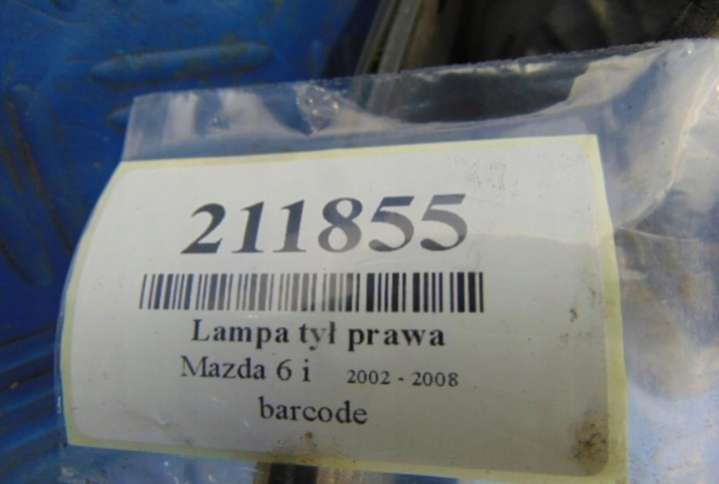 211855
Lampa tył prawa
Mazda 6 i 2002 - 2008
barcode